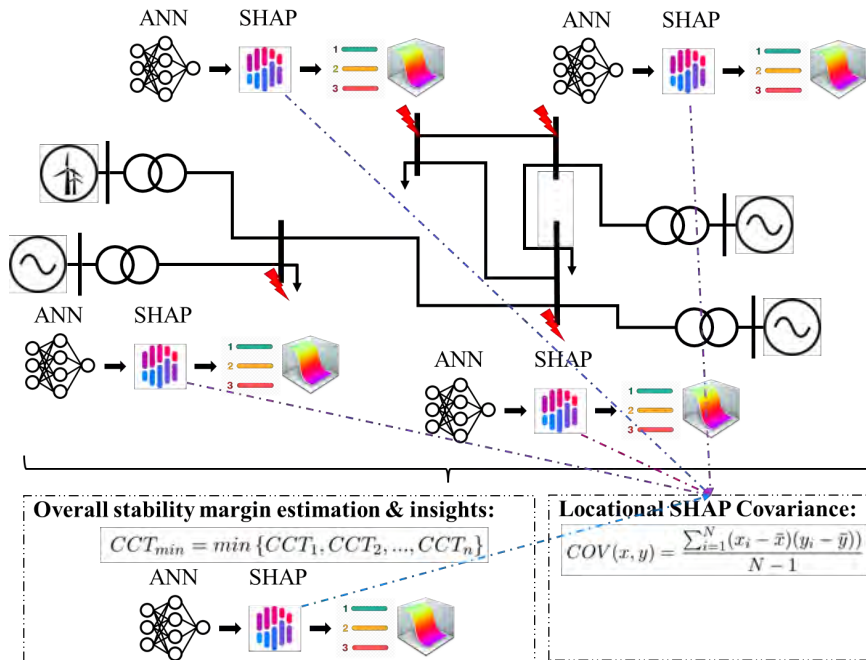 ANN SHAP
1
2
3
ANN SHAP
1
2
3
ANN SHAP
1
2
3
ANN SHAP
1
2
3
Overall stability margin estimation & insights:
CCT_min = min {CCT_1, CCT_2, ..., CCT_n}
ANN SHAP
1
2
3
Locational SHAP Covariance:
COV(x, y) = \frac{\sum_{i=1}^{N}(x_i - \bar{x})(y_i - \bar{y}))}{N - 1}